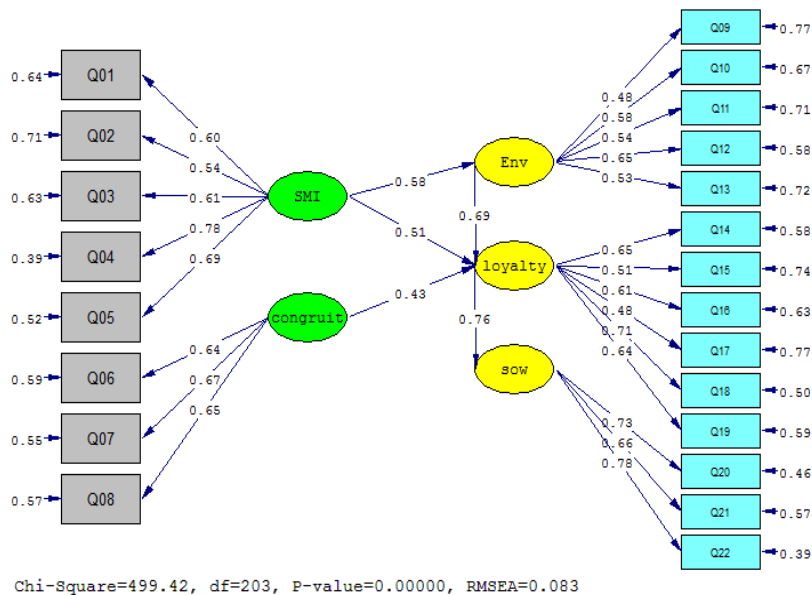 0.64 Q01
0.71 Q02
0.63 Q03
0.39 Q04
0.52 Q05
0.59 Q06
0.55 Q07
0.57 Q08
0.60
0.54
0.61
0.78
0.69
0.64
0.67
0.65
SMI
congruit
0.58
0.51
0.43
Env
0.69
loyalty
0.76
sow
0.48
0.58
0.54
0.65
0.53
0.65
0.51
0.61
0.48
0.71
0.64
0.73
0.66
0.78
Q09 0.77
Q10 0.67
Q11 0.71
Q12 0.58
Q13 0.72
Q14 0.58
Q15 0.74
Q16 0.63
Q17 0.77
Q18 0.50
Q19 0.59
Q20 0.46
Q21 0.57
Q22 0.39
Chi-Square=499.42, df=203, P-value=0.00000, RMSEA=0.083